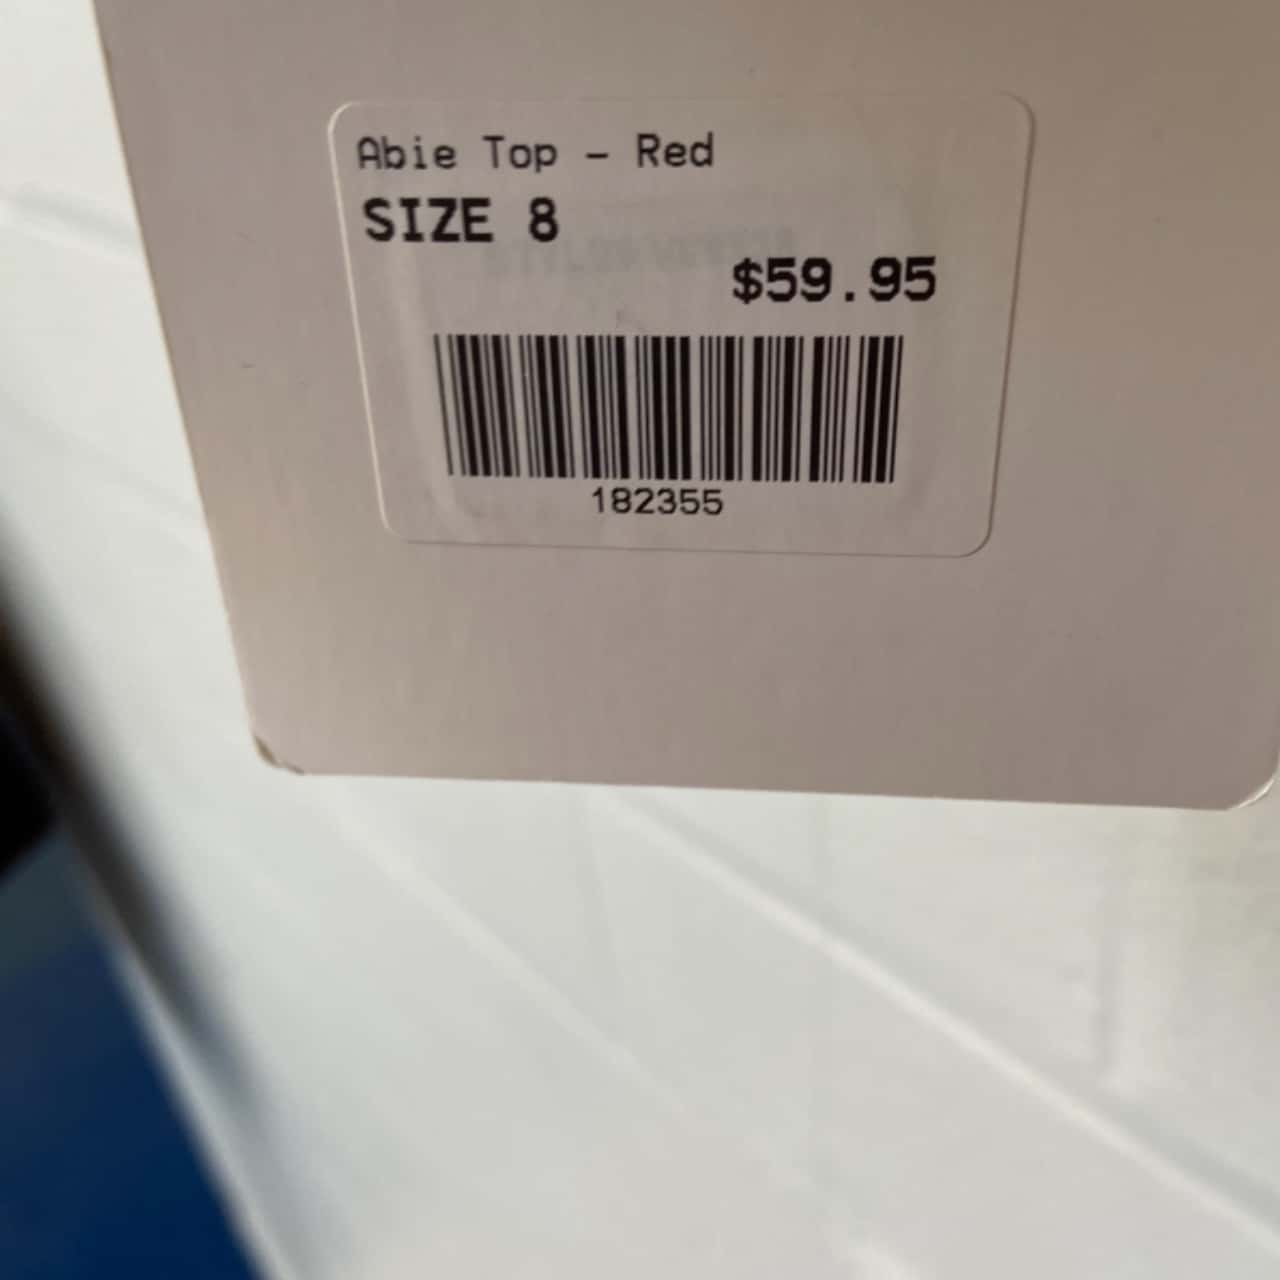 Abie Top - Red
SIZE 8
$59.95
182355